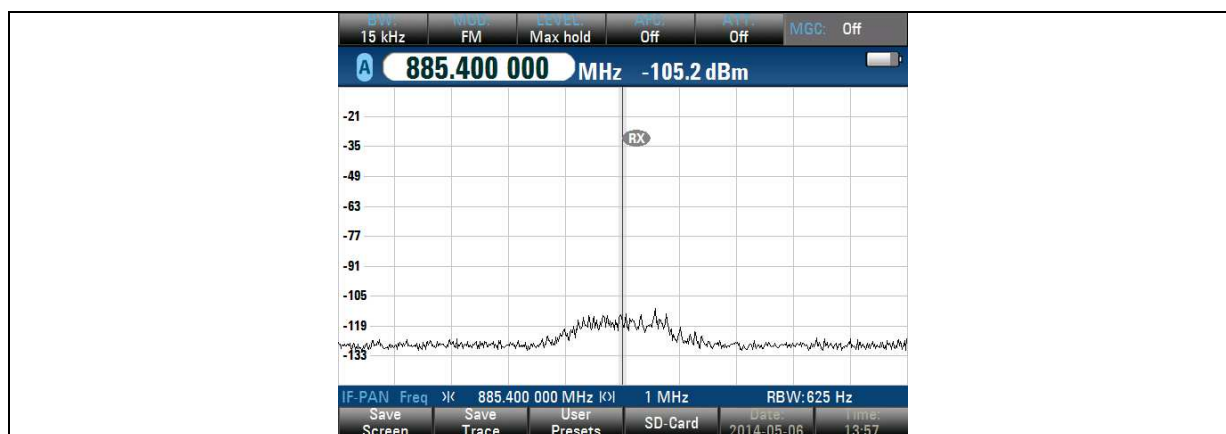 BW: MOD: LEVEL: AFC: ATT: MGC: Off
15 kHz FM Max hold Off Off
A 885.400 000 MHz -105.2 dBm
-21
RX
-35
-49
-63
-77
-91
-105
-119
-133
IF-PAN Freq 885.400 000 MHz 1 MHz RBW:625 Hz
Save Screen Save Trace User Presets SD-Card Date: 2014-05-06 Time: 13:57